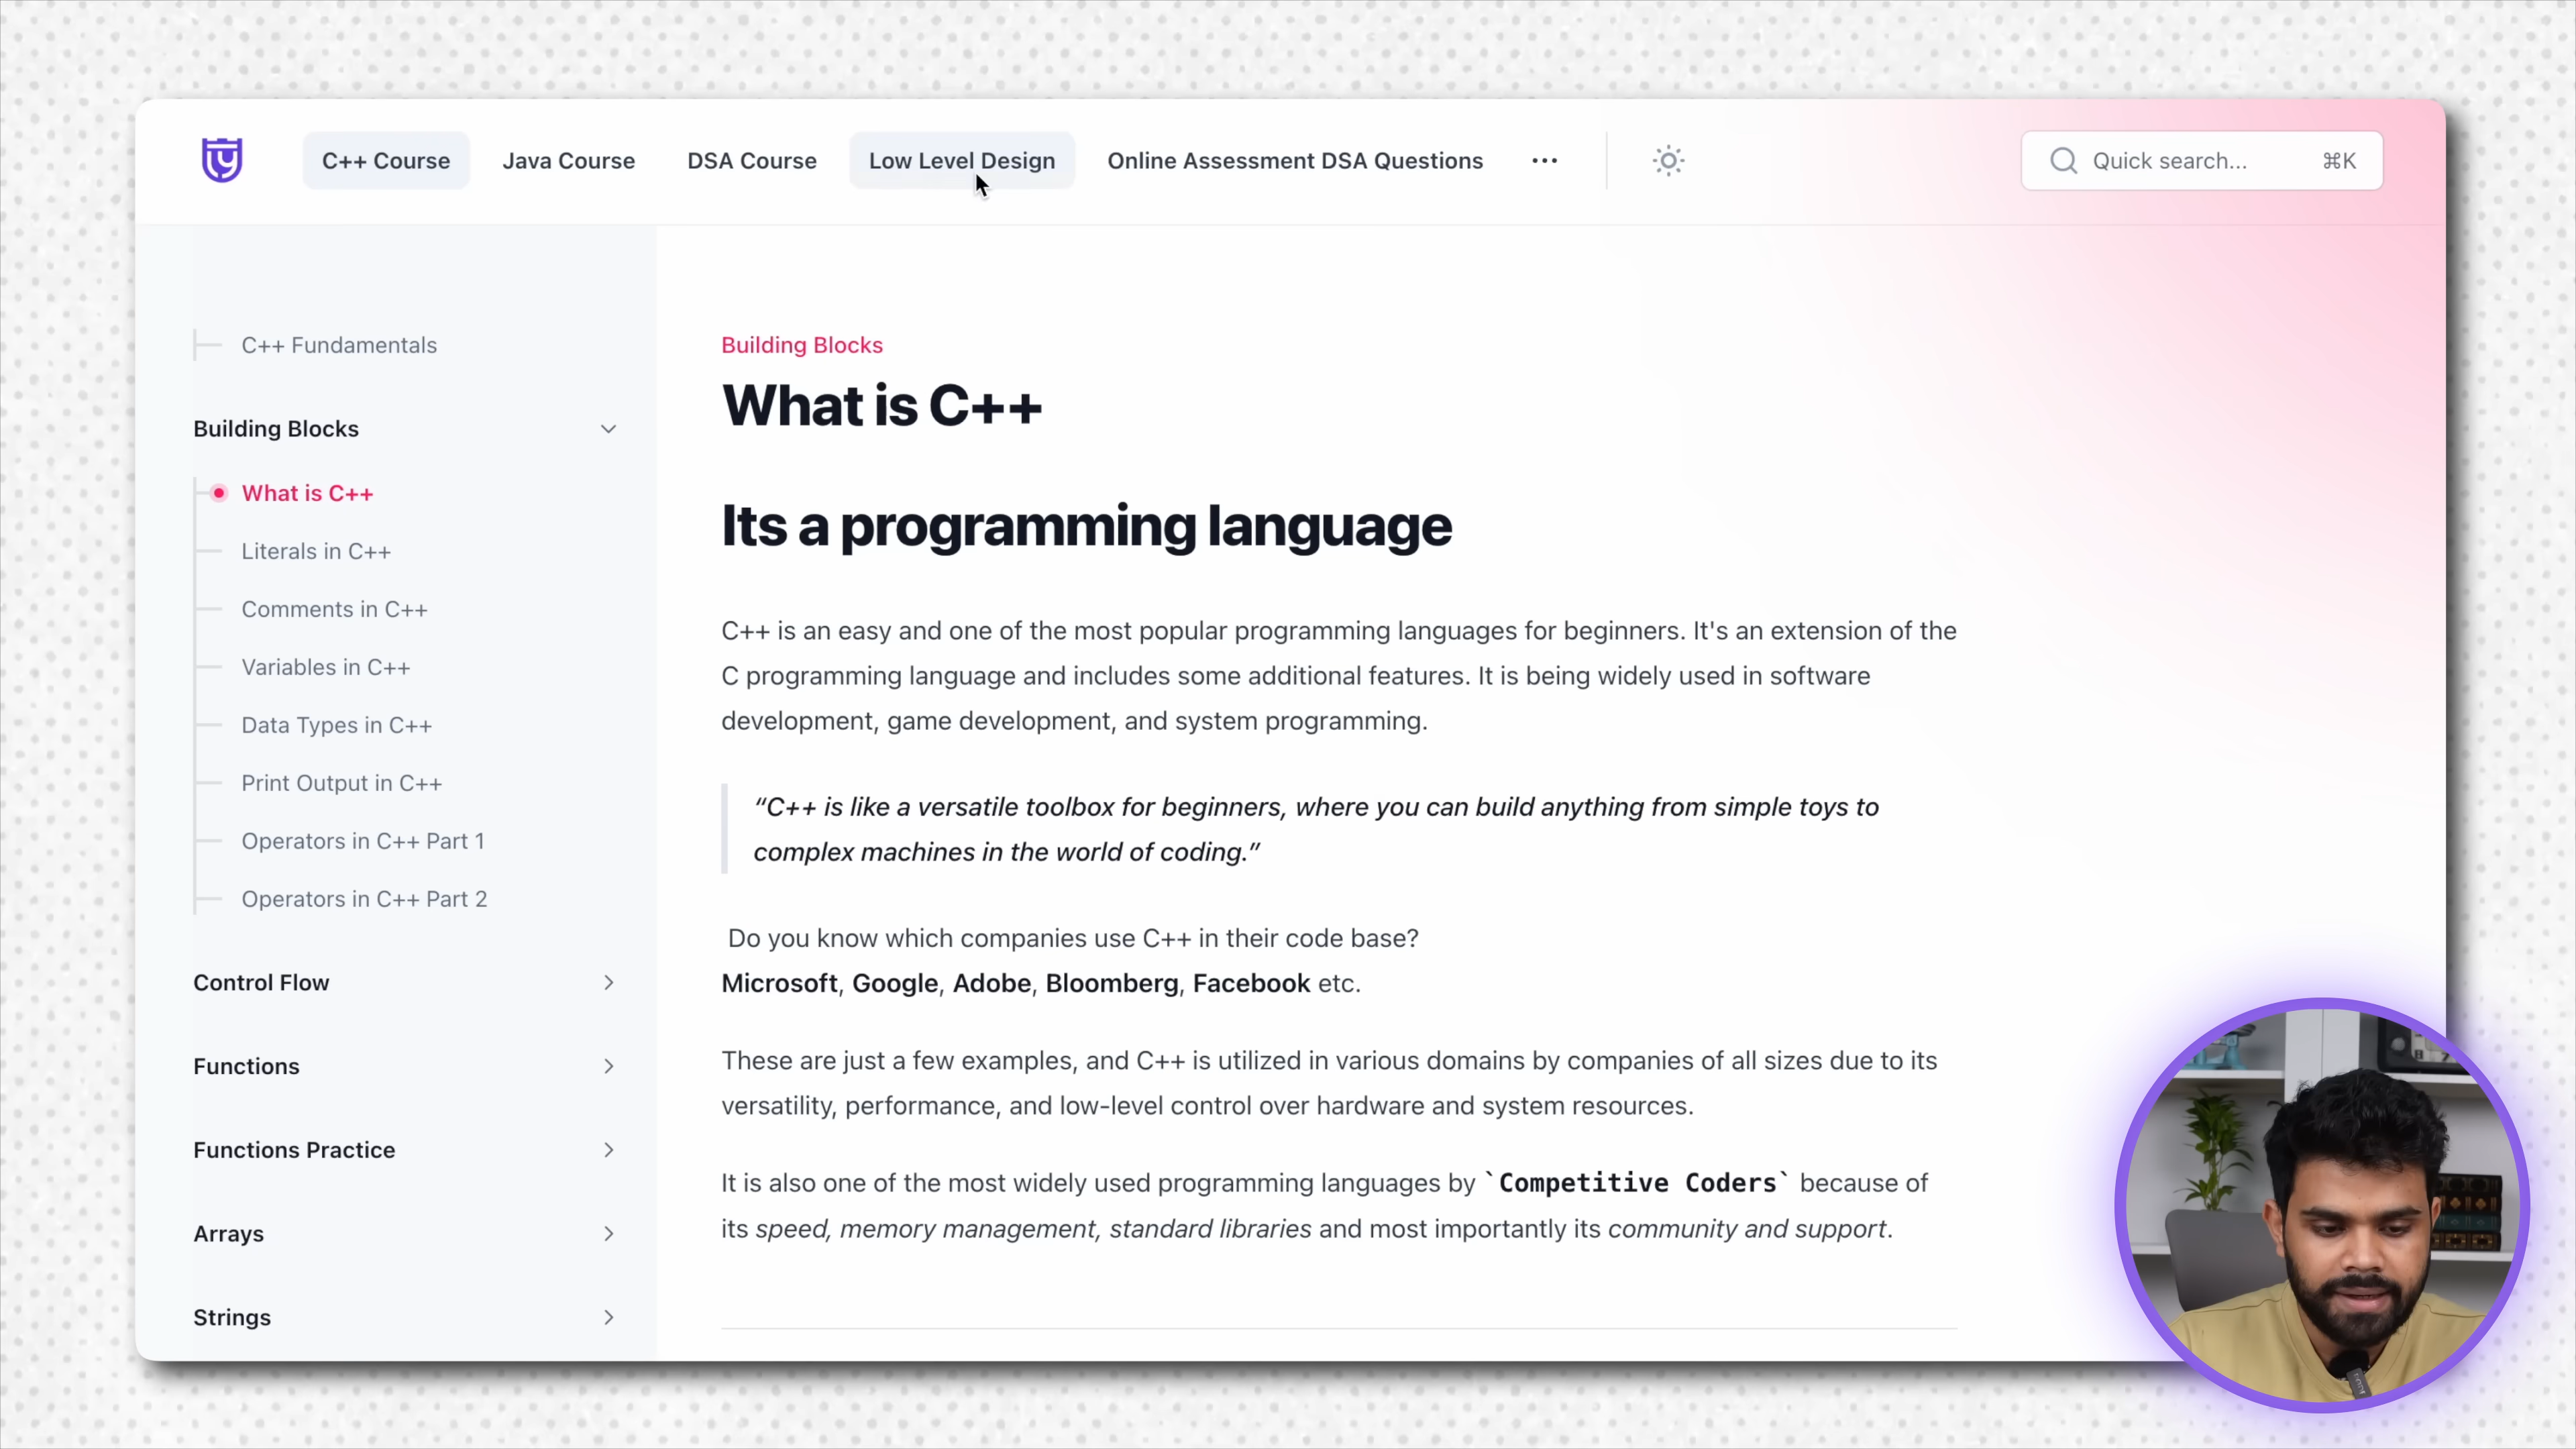 C++ Course
Java Course
DSA Course
Low Level Design
Online Assessment DSA Questions
Quick search...
⌘K
C++ Fundamentals
Building Blocks
What is C++
Literals in C++
Comments in C++
Variables in C++
Data Types in C++
Print Output in C++
Operators in C++ Part 1
Operators in C++ Part 2
Control Flow
Functions
Functions Practice
Arrays
Strings
Building Blocks
What is C++
Its a programming language
C++ is an easy and one of the most popular programming languages for beginners. It's an extension of the
C programming language and includes some additional features. It is being widely used in software
development, game development, and system programming.
“C++ is like a versatile toolbox for beginners, where you can build anything from simple toys to
complex machines in the world of coding.”
Do you know which companies use C++ in their code base?
Microsoft, Google, Adobe, Bloomberg, Facebook etc.
These are just a few examples, and C++ is utilized in various domains by companies of all sizes due to its
versatility, performance, and low-level control over hardware and system resources.
It is also one of the most widely used programming languages by `Competitive Coders` because of
its speed, memory management, standard libraries and most importantly its community and support.